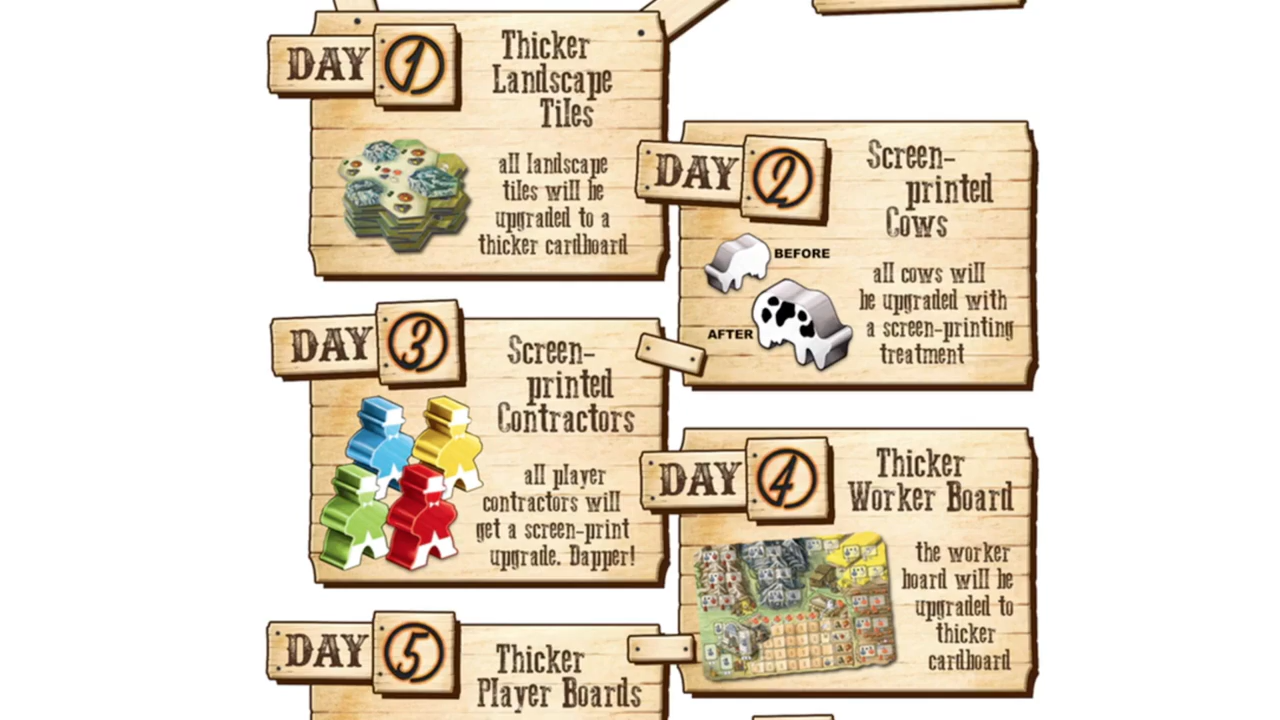 DAY 1
Thicker
Landscape
Tiles
all landscape
tiles will be
upgraded to a
thicker cardboard
DAY 2
Screen-
printed
Cows
BEFORE
AFTER
all cows will
be upgraded with
a screen-printing
treatment
DAY 3
Screen-
printed
Contractors
all player
contractors will
get a screen-print
upgrade. Dapper!
DAY 4
Thicker
Worker Board
the worker
board will be
upgraded to
thicker
cardboard
DAY 5
Thicker
Player Boards